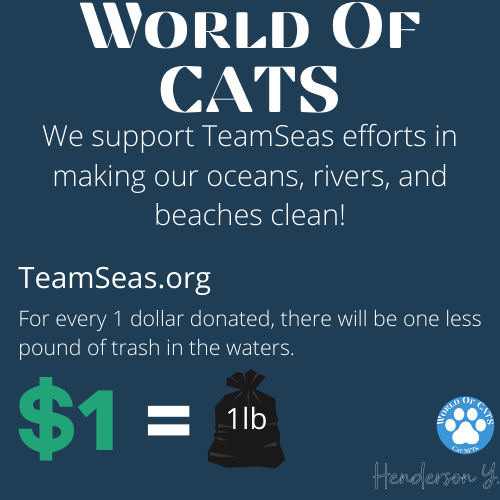 World Of
Cats
We support TeamSeas efforts in
making our oceans, rivers, and
beaches clean!
TeamSeas.org
For every 1 dollar donated, there will be one less
pound of trash in the waters.
$1 = 1lb
World Of Cats
Cat NFTs
Henderson Y.